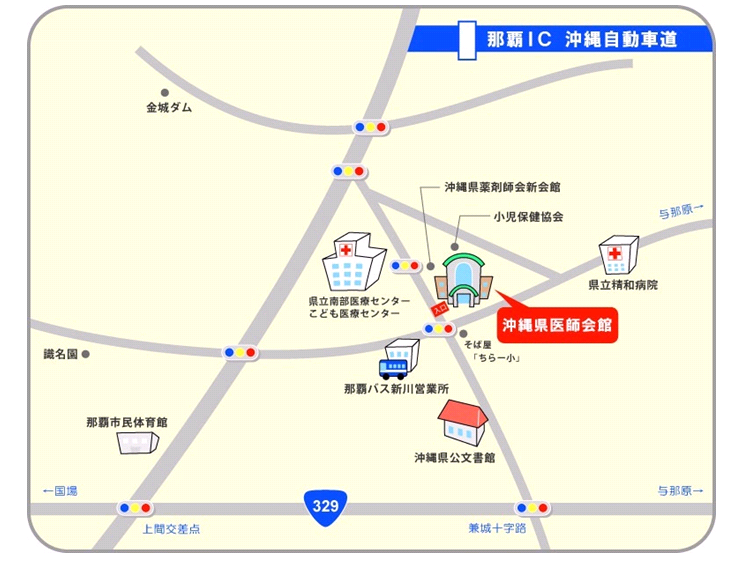 那覇IC 沖縄自動車道
金城ダム
沖縄県薬剤師会新会館
小児保健協会
与那原→
県立精和病院
県立南部医療センター
こども医療センター
入口
沖縄県医師会館
そば屋
「ちらー小」
識名園
那覇バス新川営業所
那覇市民体育館
沖縄県公文書館
←国場
329
与那原→
上間交差点
兼城十字路